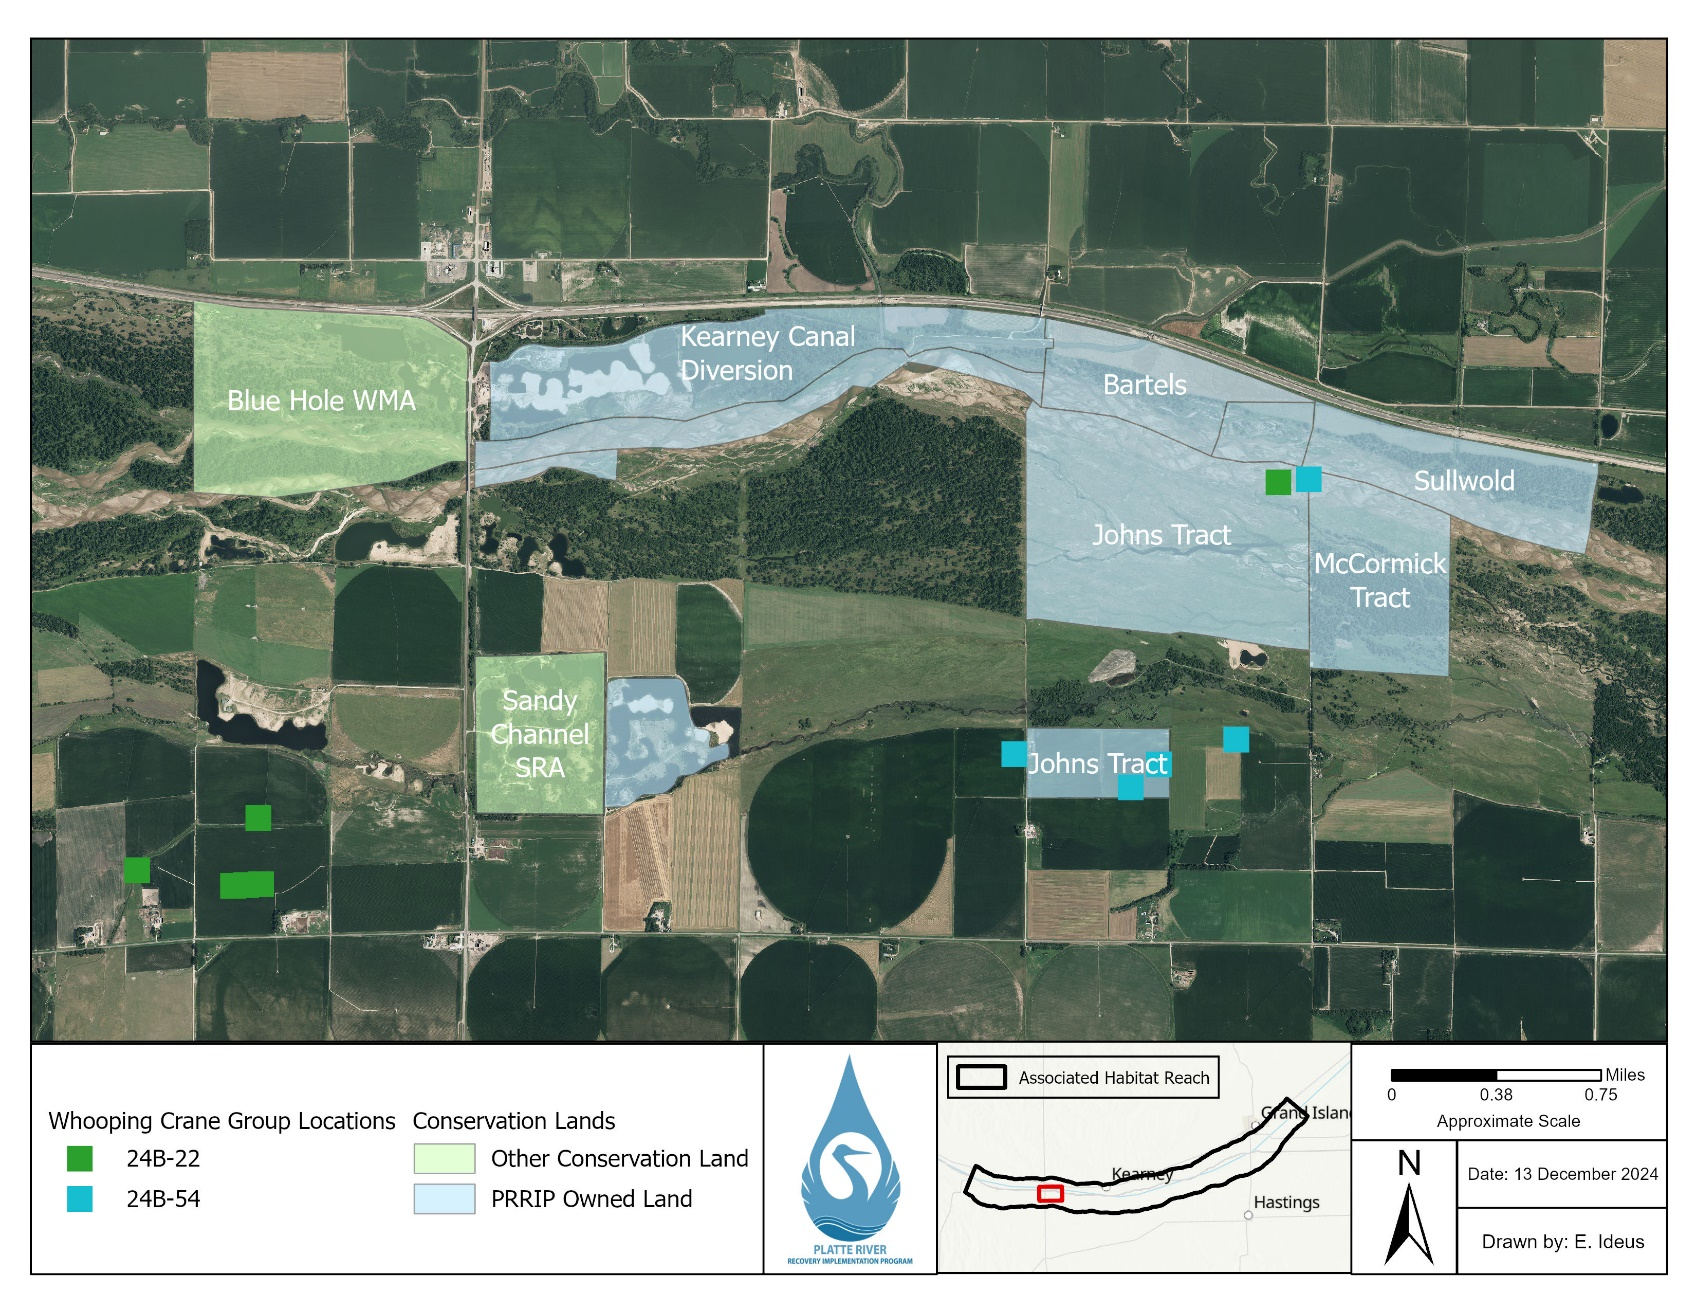 Kearney Canal
Diversion
Blue Hole WMA
Bartels
Sullwold
Johns Tract
McCormick
Tract
Sandy
Channel
SRA
Johns Tract
Whooping Crane Group Locations
24B-22
24B-54
Conservation Lands
Other Conservation Land
PRRIP Owned Land
PLATTE RIVER
RECOVERY IMPLEMENTATION PROGRAM
Associated Habitat Reach
Grand Islan
Kearney
Hastings
Miles
0 0.38 0.75
Approximate Scale
N
Date: 13 December 2024
Drawn by: E. Ideus